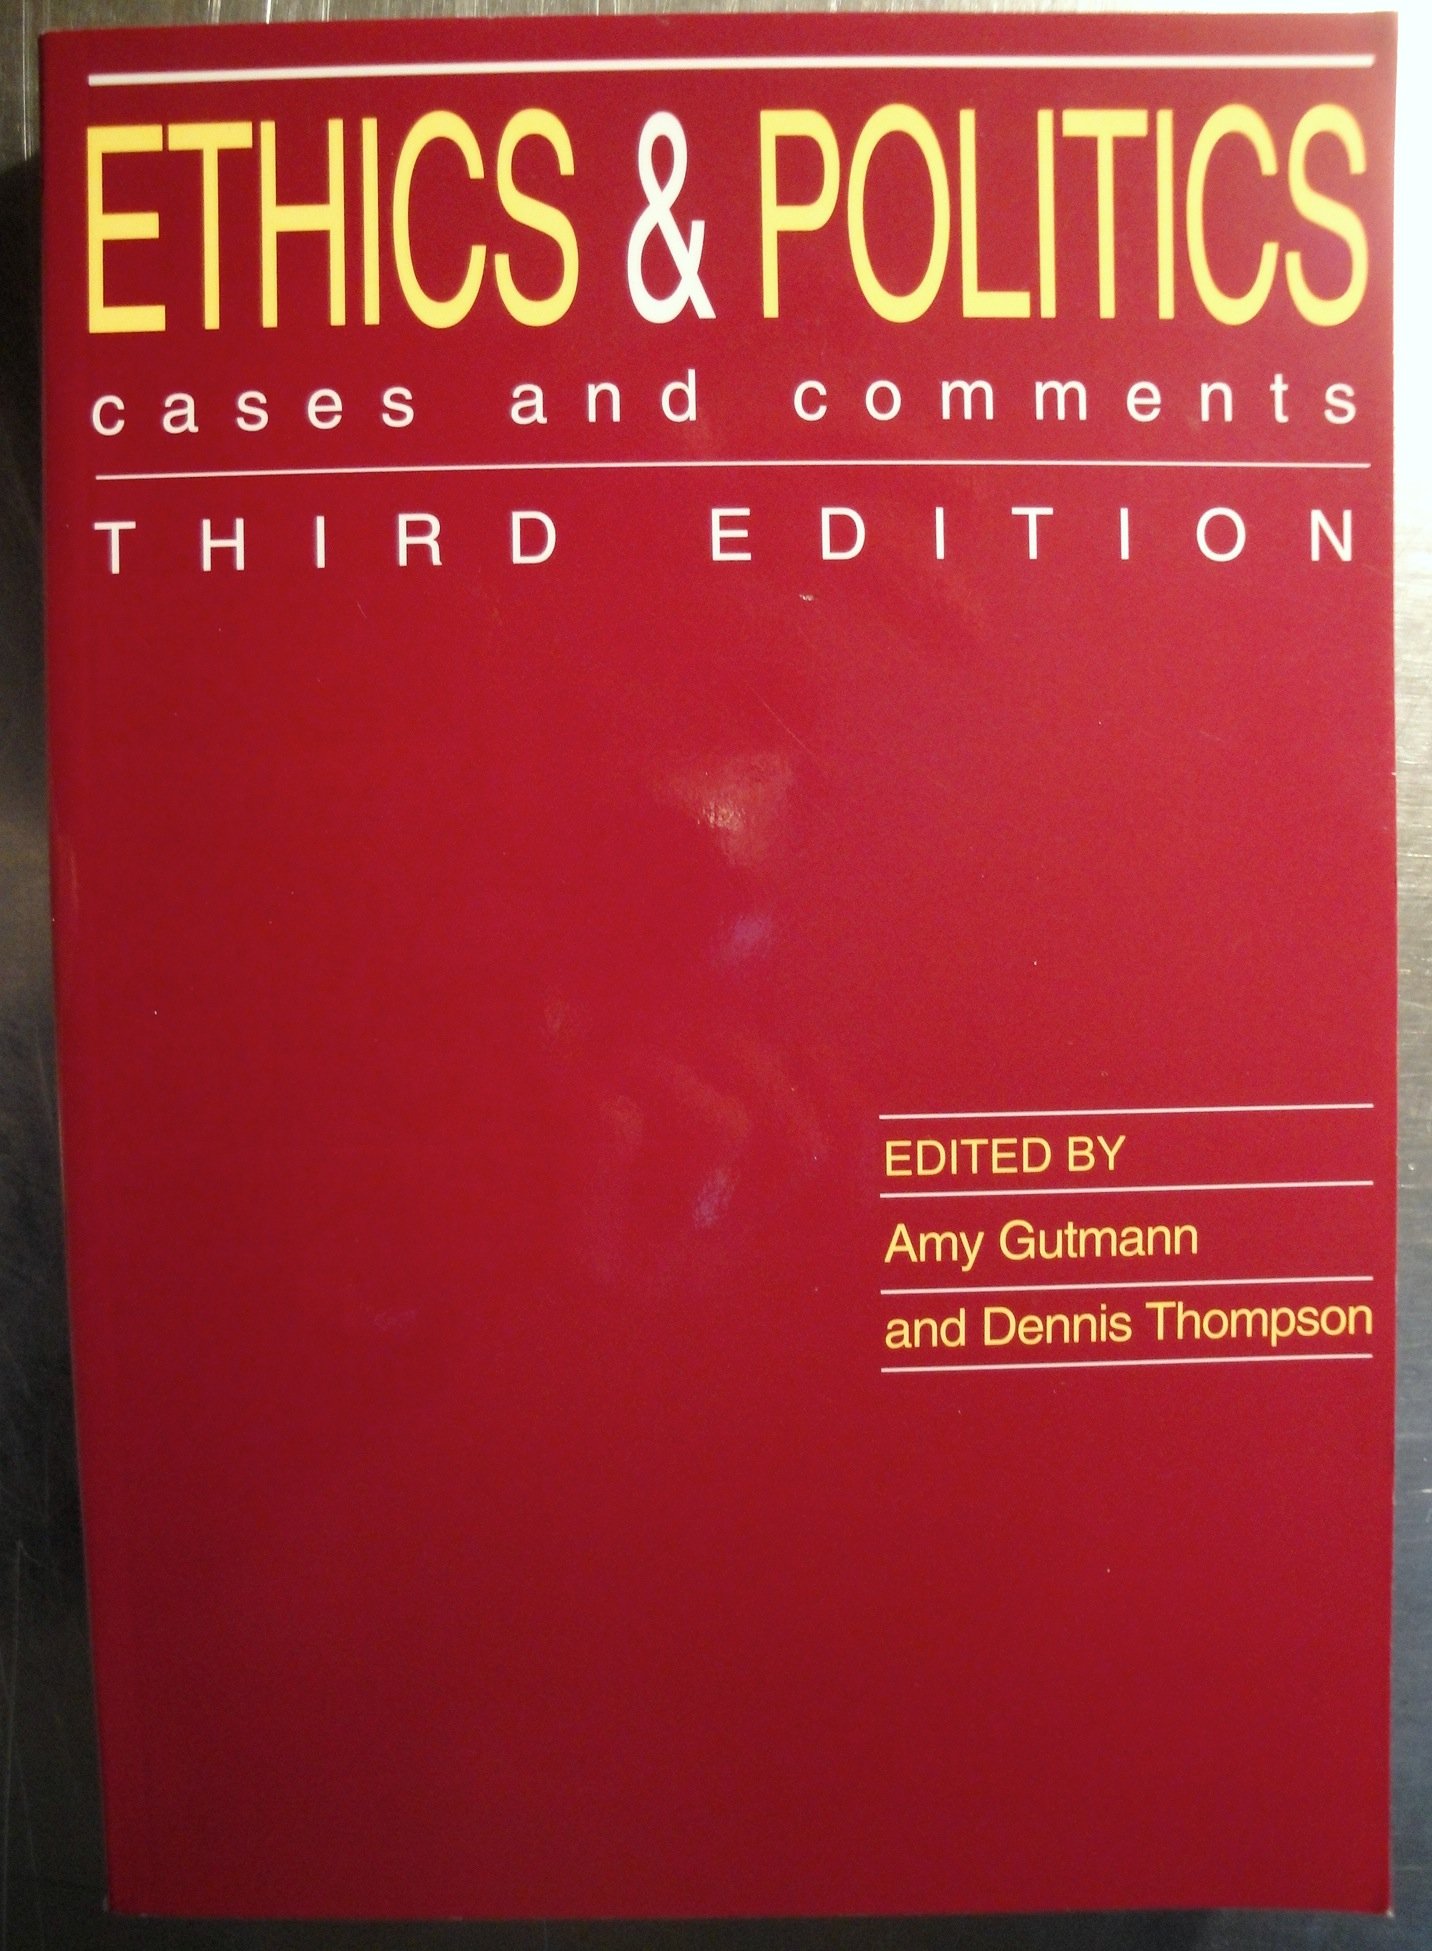 ETHICS & POLITICS
cases and comments
THIRD EDITION
EDITED BY
Amy Gutmann
and Dennis Thompson